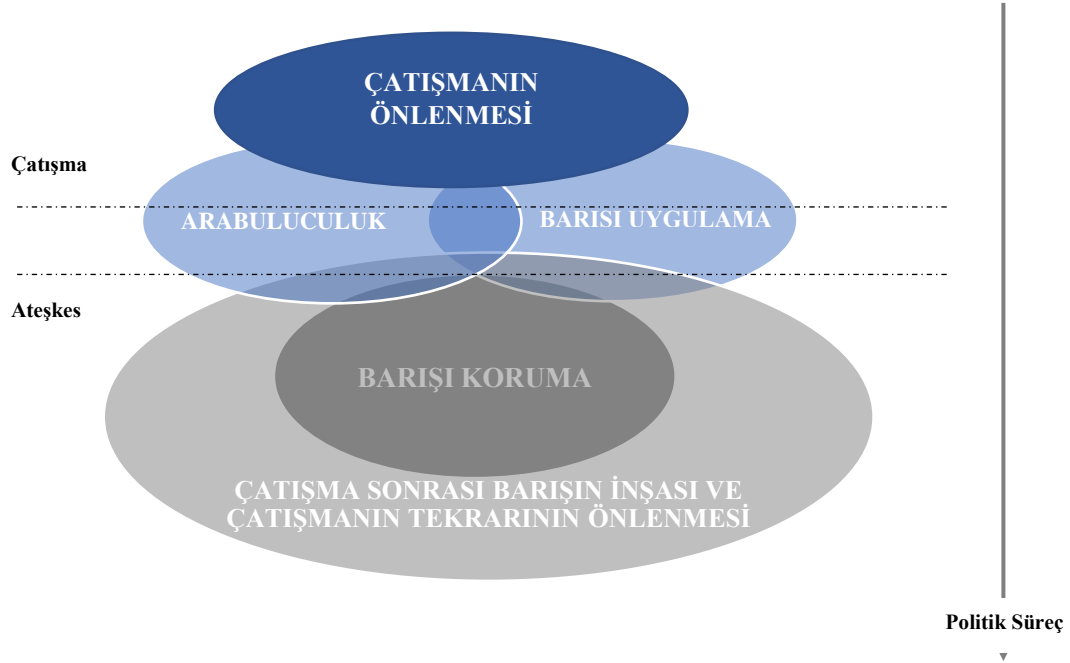 ÇATIŞMANIN
ÖNLENMESİ
Çatışma
ARABULUCULUK
BARISI UYGULAMA
Ateşkes
BARIŞI KORUMA
ÇATIŞMA SONRASI BARIŞIN İNŞASI VE
ÇATIŞMANIN TEKRARININ ÖNLENMESİ
Politik Süreç